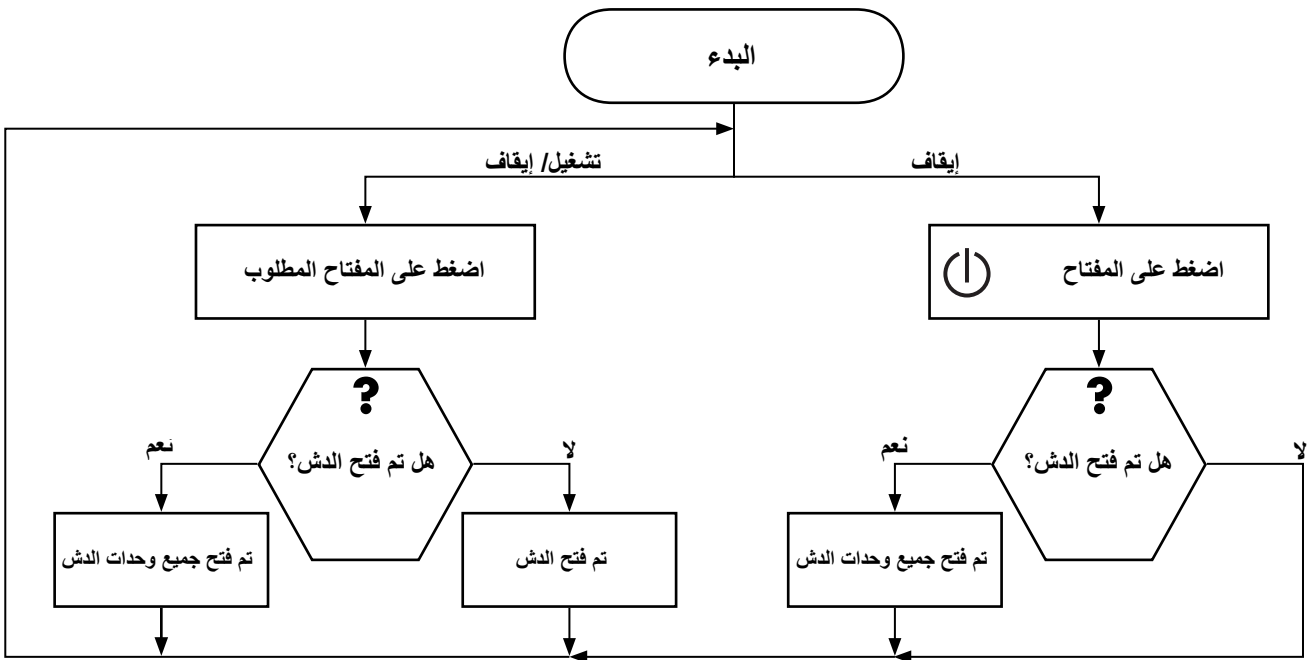 البدء
إيقاف
تشغيل/ إيقاف
اضغط على المفتاح
اضغط على المفتاح المطلوب
?
هل تم فتح الدش؟
لا
نعم
?
هل تم فتح الدش؟
لا
نعم
تم فتح جميع وحدات الدش
تم فتح الدش
تم فتح جميع وحدات الدش